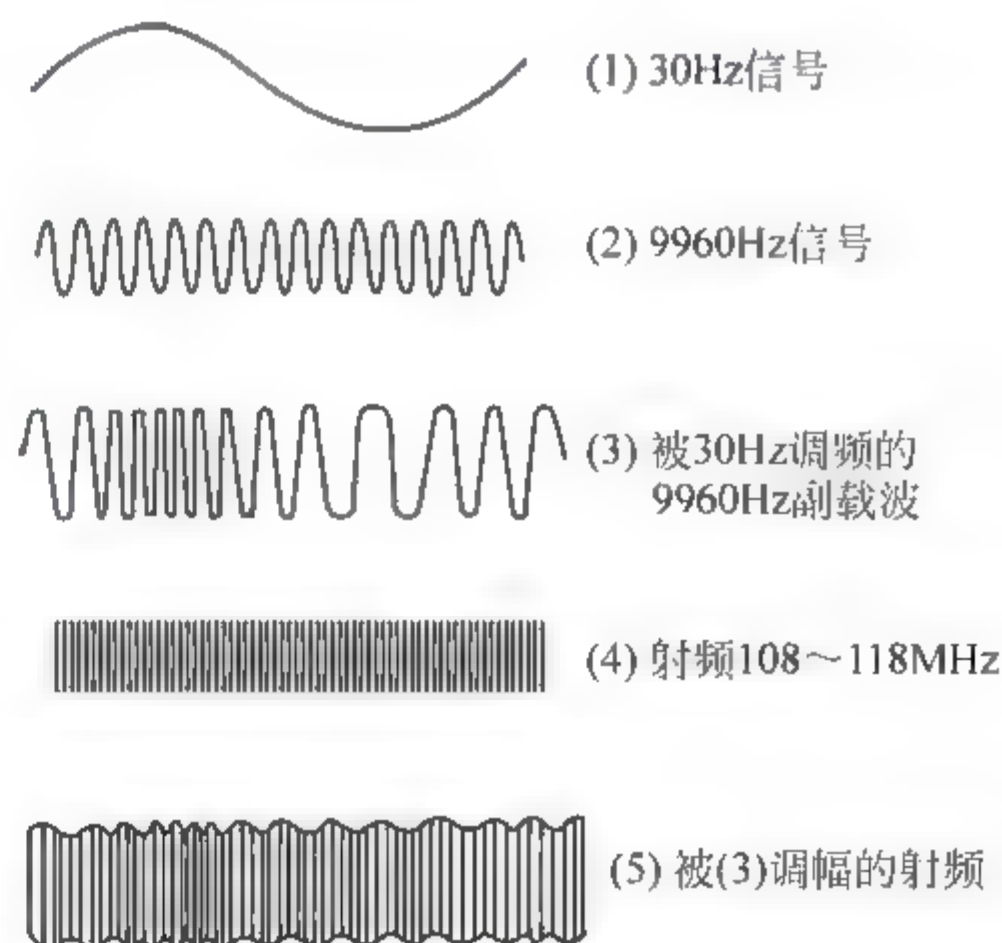 (1) 30Hz信号
(2) 9960Hz信号
(3) 被30Hz调频的
9960Hz副载波
(4) 射频108～118MHz
(5) 被(3)调幅的射频